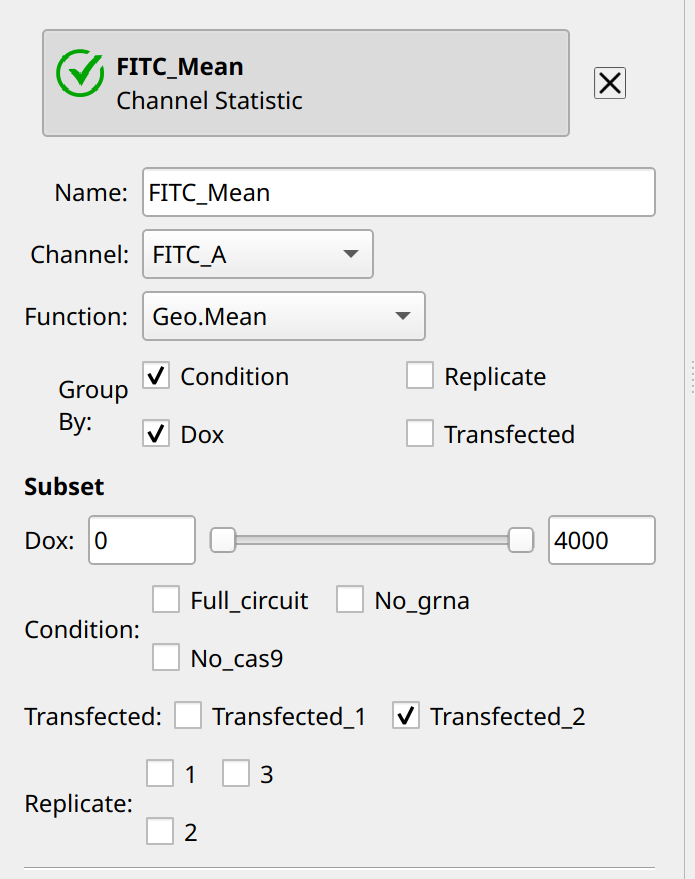 FITC_Mean
Channel Statistic
Name: FITC_Mean
Channel: FITC_A
Function: Geo.Mean
Group By:
Condition Replicate
Dox Transfected
Subset
Dox: 0 4000
Condition:
Full_circuit No_grna
No_cas9
Transfected: Transfected_1 Transfected_2
Replicate:
1 3
2